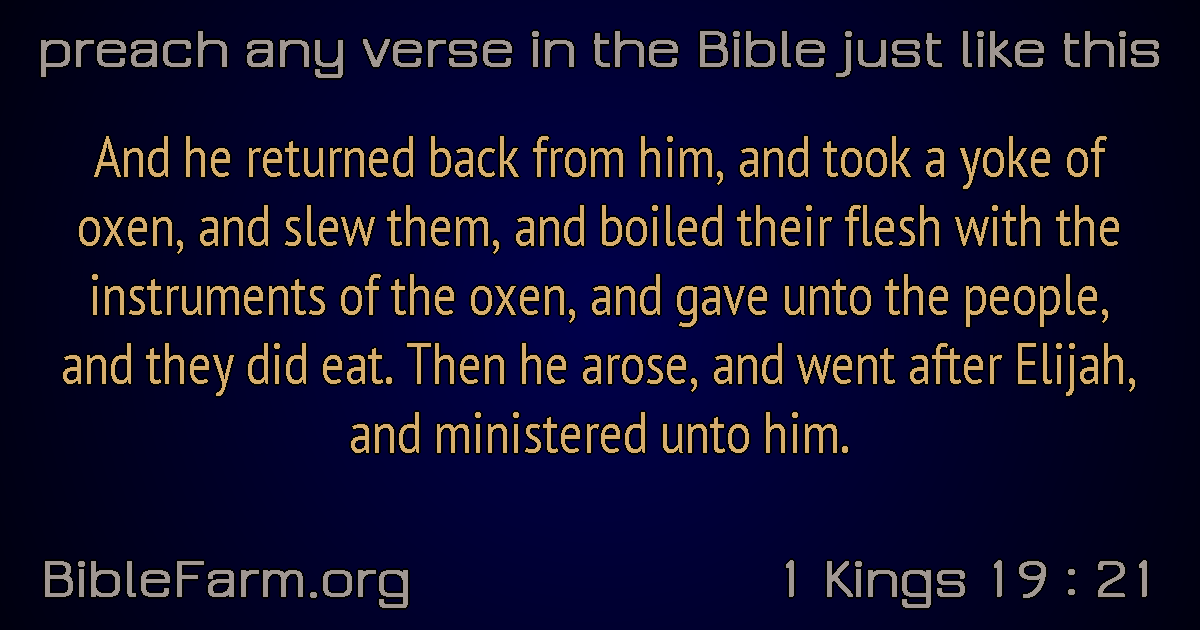 preach any verse in the Bible just like this
And he returned back from him, and took a yoke of
oxen, and slew them, and boiled their flesh with the
instruments of the oxen, and gave unto the people,
and they did eat. Then he arose, and went after Elijah,
and ministered unto him.
BibleFarm.org
1 Kings 19 : 21